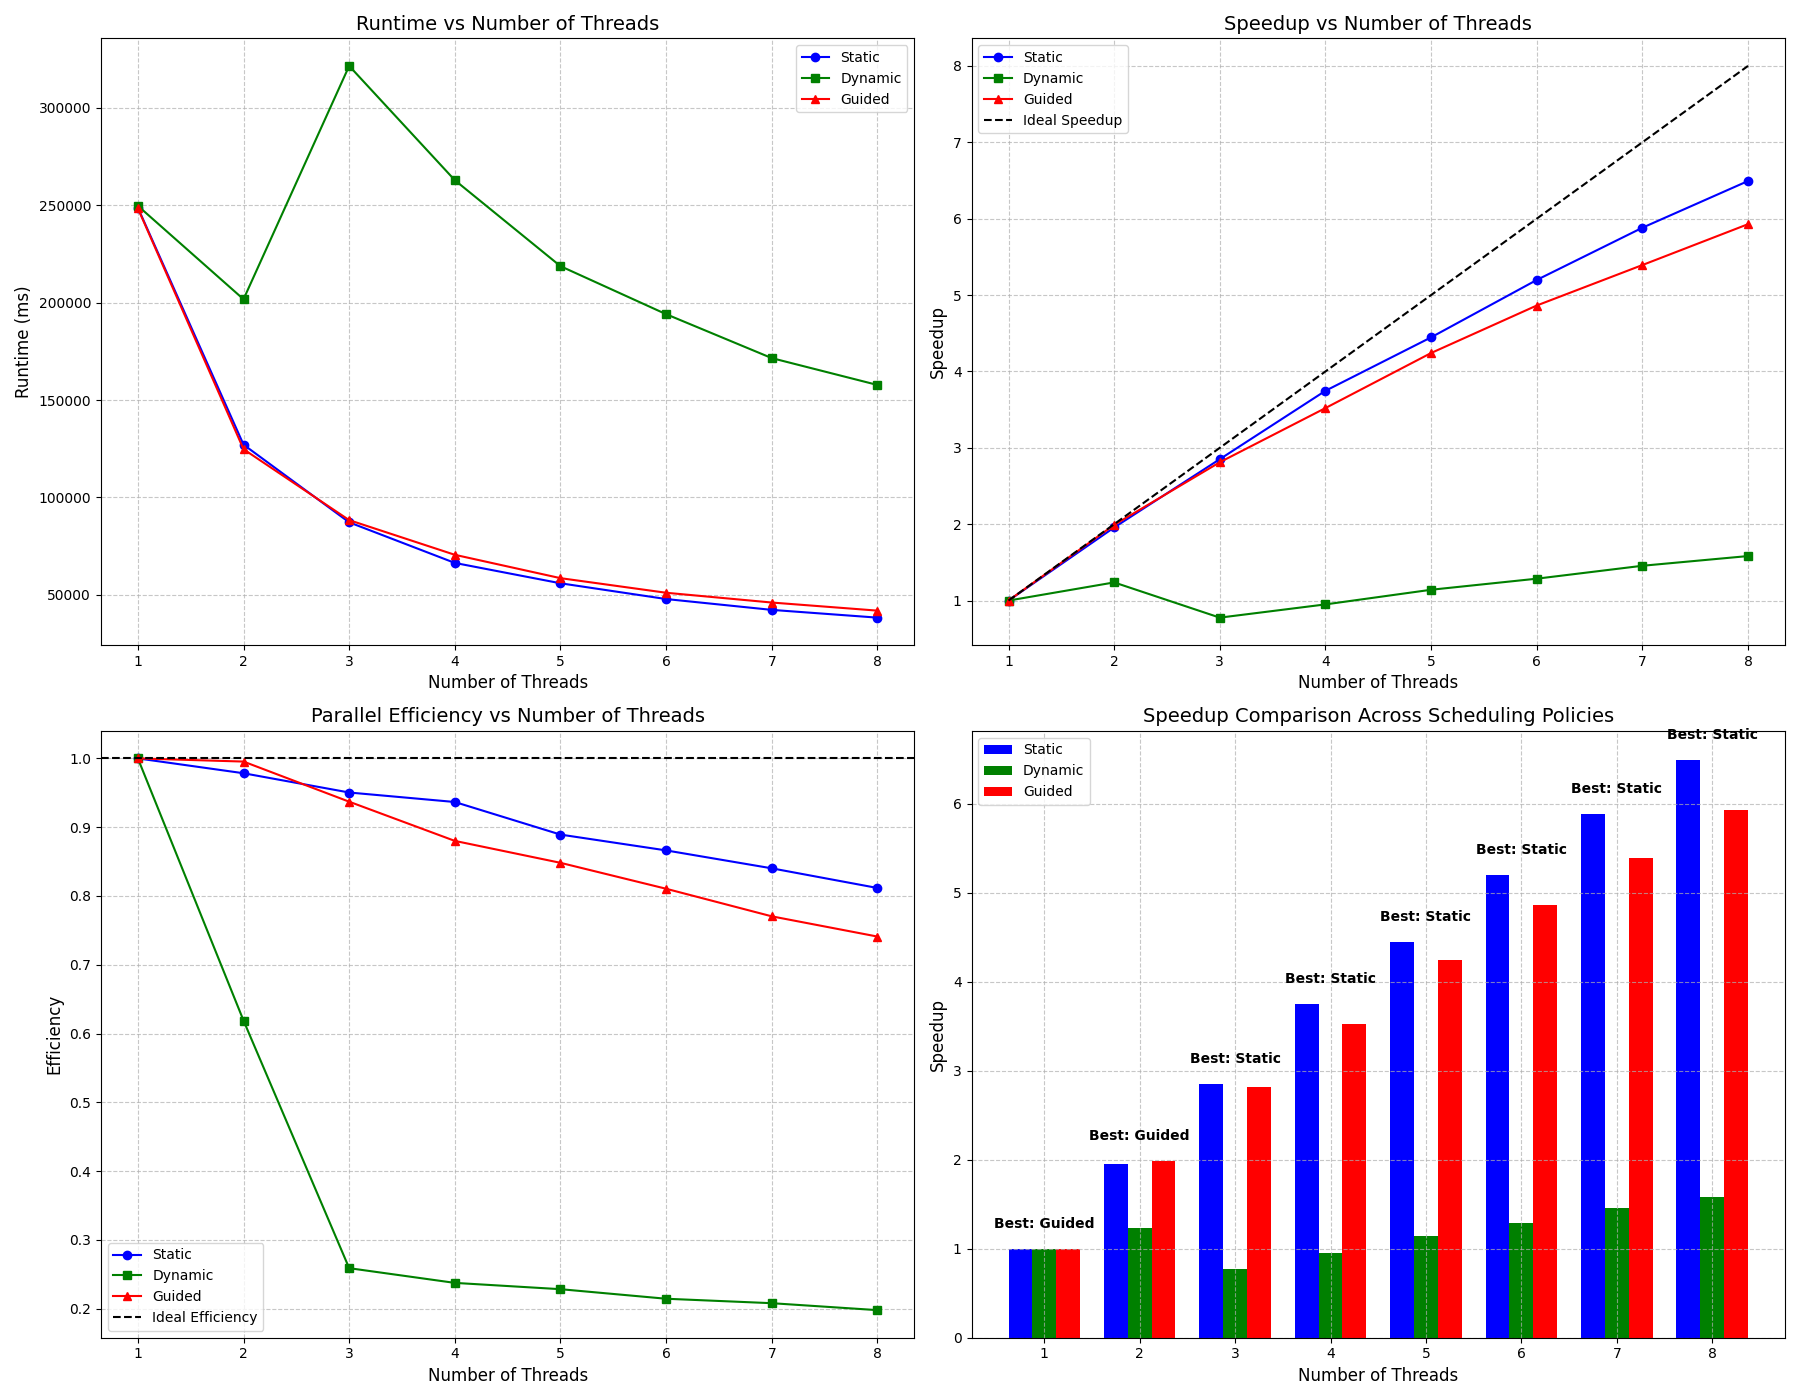 Runtime vs Number of Threads
Static
Dynamic
Guided
300000
250000
200000
150000
100000
50000
Runtime (ms)
1 2 3 4 5 6 7 8
Number of Threads
Speedup vs Number of Threads
Static
Dynamic
Guided
Ideal Speedup
8
7
6
5
4
3
2
1
Speedup
1 2 3 4 5 6 7 8
Number of Threads
Parallel Efficiency vs Number of Threads
1.0
0.9
0.8
0.7
0.6
0.5
0.4
0.3
0.2
Efficiency
Static
Dynamic
Guided
Ideal Efficiency
1 2 3 4 5 6 7 8
Number of Threads
Speedup Comparison Across Scheduling Policies
Static
Dynamic
Guided
Best: Static
Best: Static
Best: Static
Best: Static
Best: Static
Best: Static
Best: Guided
Best: Guided
6
5
4
3
2
1
0
Speedup
1 2 3 4 5 6 7 8
Number of Threads